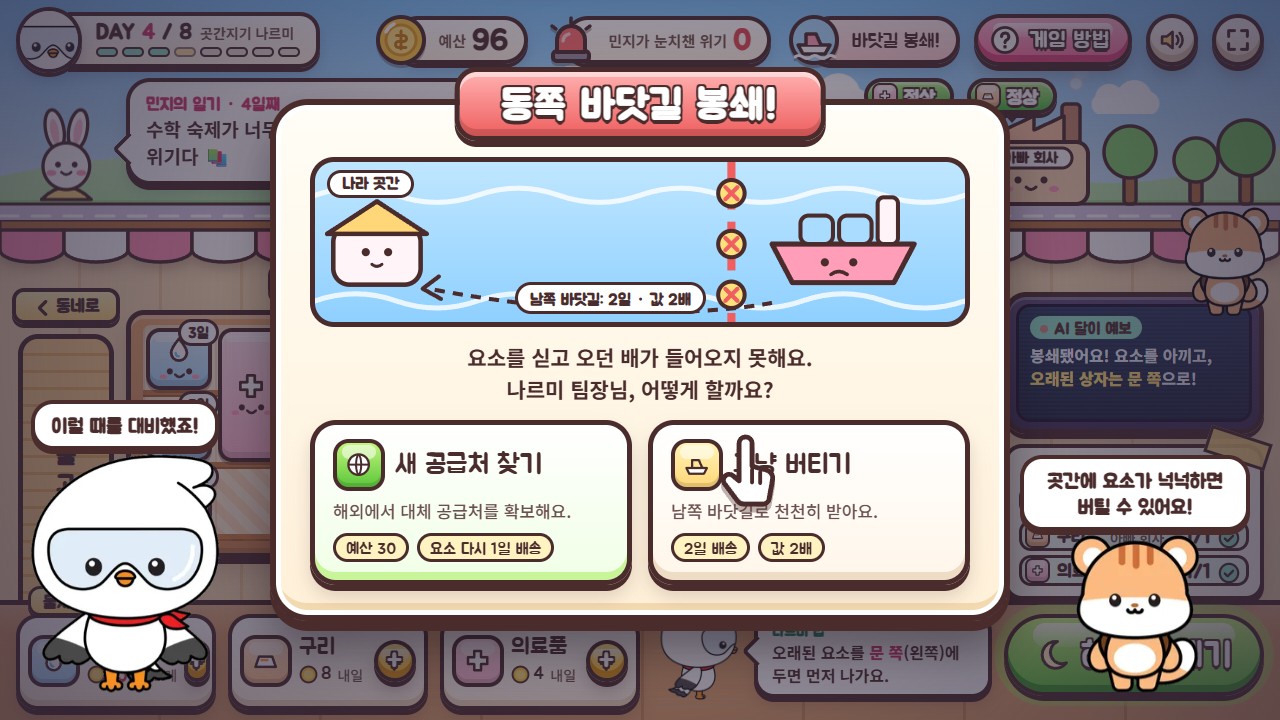 DAY 4 / 8 곳간지기 나르미
예산 96
민지가 눈치챈 위기 0
바닷길 봉쇄!
게임 방법
민지의 일기 · 4일째
수학 숙제가 너무
위기다
정상
정상
아빠 회사
동쪽 바닷길 봉쇄!
나라 곳간
남쪽 바닷길: 2일 · 값 2배
요소를 싣고 오던 배가 들어오지 못해요.
나르미 팀장님, 어떻게 할까요?
새 공급처 찾기
해외에서 대체 공급처를 확보해요.
예산 30
요소 다시 1일 배송
버티기
남쪽 바닷길로 천천히 받아요.
2일 배송
값 2배
동네로
3일
이럴 때를 대비했죠!
AI 달이 예보
봉쇄됐어요! 요소를 아끼고,
오래된 상자는 문 쪽으로!
곳간에 요소가 넉넉하면
버틸 수 있어요!
구리
8 내일
의료품
4 내일
오래된 요소를 문 쪽(왼쪽)에
두면 먼저 나가요.